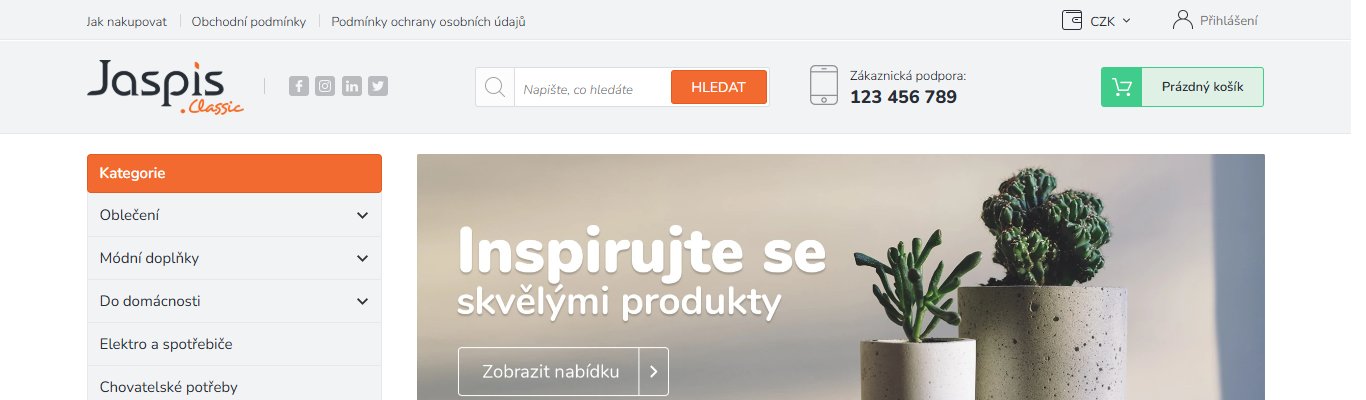 Jak nakupovat Obchodní podmínky Podmínky ochrany osobních údajů CZK Přihlášení
Jaspis
.Classic
Napište, co hledáte HLEDAT
Zákaznická podpora:
123 456 789
Prázdný košík
Kategorie
Oblečení
Módní doplňky
Do domácnosti
Elektro a spotřebiče
Chovatelské potřeby
Inspirujte se
skvělými produkty
Zobrazit nabídku